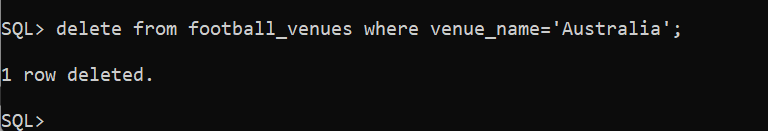 SQL> delete from football_venues where venue_name='Australia';
1 row deleted.
SQL>